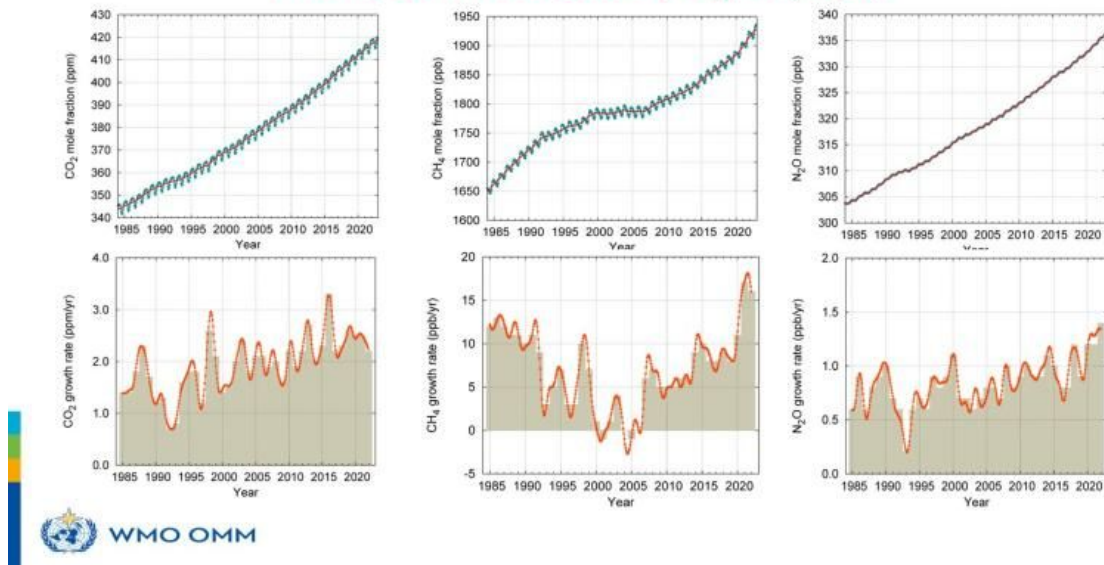 CO₂ mole fraction (ppm)
430
420
410
400
390
380
370
360
350
340
1985 1990 1995 2000 2005 2010 2015 2020
Year
CH₄ mole fraction (ppb)
1950
1900
1850
1800
1750
1700
1650
1600
1985 1990 1995 2000 2005 2010 2015 2020
Year
N₂O mole fraction (ppb)
340
335
330
325
320
315
310
305
300
1985 1990 1995 2000 2005 2010 2015 2020
Year
CO₂ growth rate (ppm/yr)
4.0
3.0
2.0
1.0
0.0
1985 1990 1995 2000 2005 2010 2015 2020
Year
CH₄ growth rate (ppb/yr)
20
15
10
5
0
-5
1985 1990 1995 2000 2005 2010 2015 2020
Year
N₂O growth rate (ppb/yr)
2.0
1.5
1.0
0.5
0.0
1985 1990 1995 2000 2005 2010 2015 2020
Year
WMO OMM